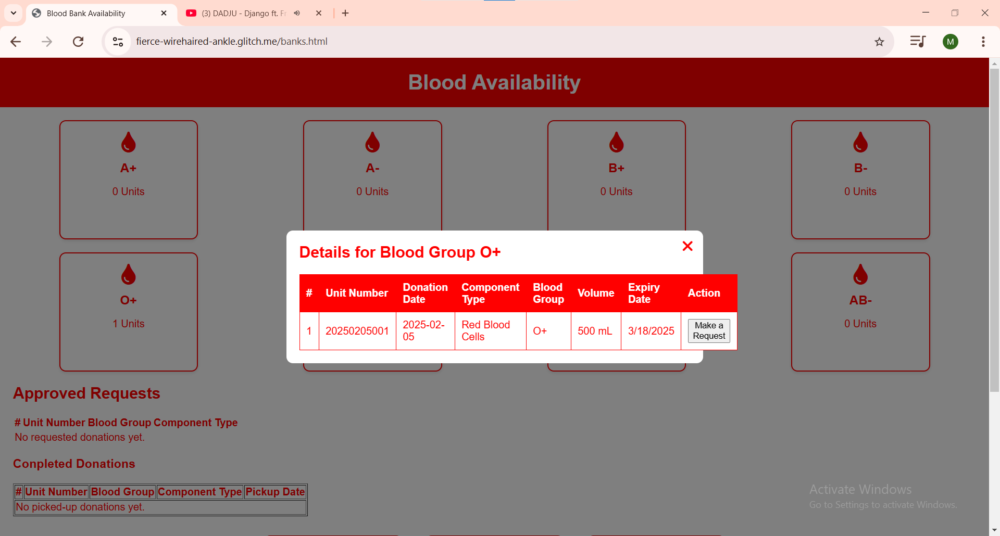 Blood Bank Availability
(3) DADJU - Django ft. Fr
fierce-wirehaired-ankle.glitch.me/banks.html
M
Blood Availability
A+
A-
B+
B-
0 Units
0 Units
0 Units
0 Units
Details for Blood Group O+
# Unit Number Donation Date Component Type Blood Group Volume Expiry Date Action
1 20250205001 2025-02-05 Red Blood Cells O+ 500 mL 3/18/2025 Make a Request
O+
AB-
1 Units
0 Units
Approved Requests
# Unit Number Blood Group Component Type
No requested donations yet.
Conpleted Donations
# Unit Number Blood Group Component Type Pickup Date
No picked-up donations yet.
Activate Windows
Go to Settings to activate Windows.